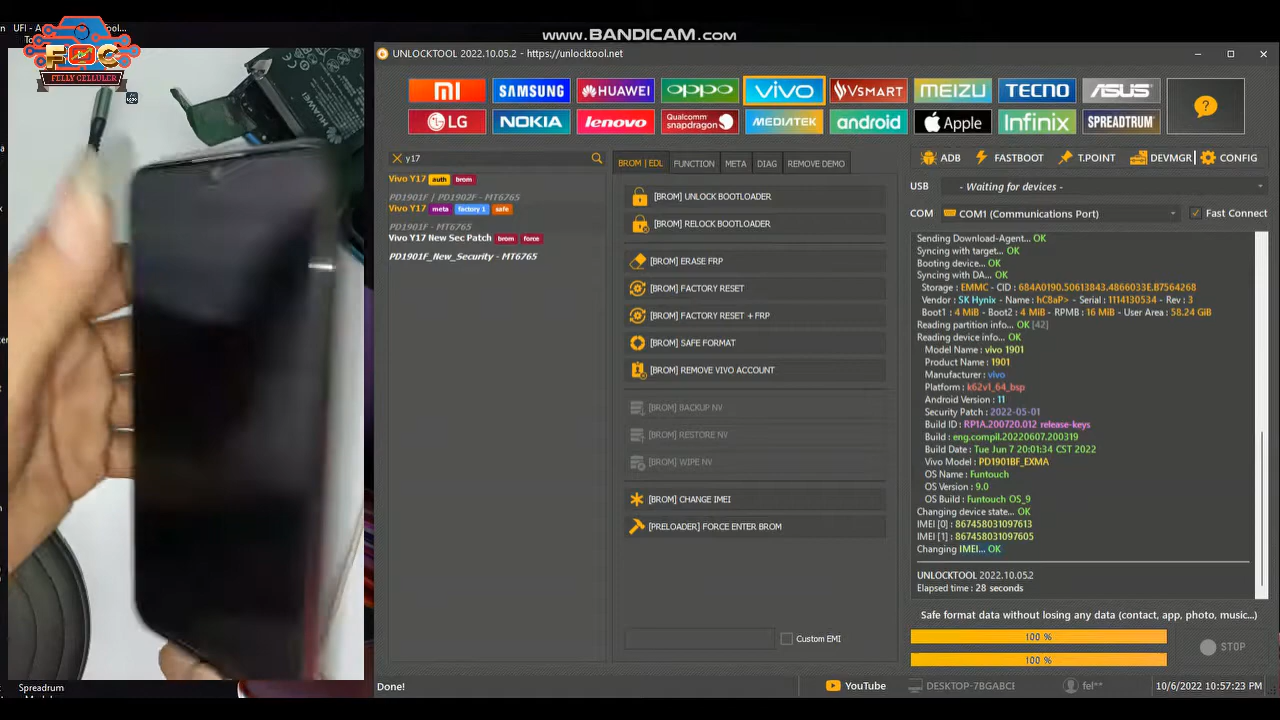 WWW.BANDICAM.COM
UFI - A
Tool...
To
FOC
FELLY CELLULER
HUAWEI
UNLOCKTOOL 2022.10.05.2 - https://unlocktool.net
MI SAMSUNG HUAWEI OPPO VIVO VSMART MEIZU TECNO ASUS ?
LG NOKIA lenovo Qualcomm snapdragon MEDIATEK android Apple Infinix SPREADTRUM
ADB FASTBOOT T.POINT DEVMGR CONFIG
USB - Waiting for devices -
COM COM1 (Communications Port) Fast Connect
y17
Vivo Y17 auth brom
PD1901F / PD1902F - MT6765
Vivo Y17 meta factory 1 safe
PD1901F - MT6765
Vivo Y17 New Sec Patch brom force
PD1901F_New_Security - MT6765
BROM | EDL FUNCTION META DIAG REMOVE DEMO
[BROM] UNLOCK BOOTLOADER
[BROM] RELOCK BOOTLOADER
[BROM] ERASE FRP
[BROM] FACTORY RESET
[BROM] FACTORY RESET + FRP
[BROM] SAFE FORMAT
[BROM] REMOVE VIVO ACCOUNT
[BROM] BACKUP NV
[BROM] RESTORE NV
[BROM] WIPE NV
[BROM] CHANGE IMEI
[PRELOADER] FORCE ENTER BROM
Custom EMI
Sending Download-Agent... OK
Syncing with target... OK
Booting device... OK
Syncing with DA... OK
Storage : EMMC - CID : 684A0190.50613843.4866033E.B7564268
Vendor : SK Hynix - Name : hC8aP> - Serial : 1114130534 - Rev : 3
Boot1 : 4 MiB - Boot2 : 4 MiB - RPMB : 16 MiB - User Area : 58.24 GiB
Reading partition info... OK [42]
Reading device info... OK
Model Name : vivo 1901
Product Name : 1901
Manufacturer : vivo
Platform : k62v1_64_bsp
Android Version : 11
Security Patch : 2022-05-01
Build ID : RP1A.200720.012 release-keys
Build : eng.compil.20220607.200319
Build Date : Tue Jun 7 20:01:34 CST 2022
Vivo Model : PD1901BF_EXMA
OS Name : Funtouch
OS Version : 9.0
OS Build : Funtouch OS_9
Changing device state... OK
IMEI [0] : 867458031097613
IMEI [1] : 867458031097605
Changing IMEI... OK
UNLOCKTOOL 2022.10.05.2
Elapsed time : 28 seconds
Safe format data without losing any data (contact, app, photo, music...)
100 %
100 %
STOP
Done!
YouTube DESKTOP-7BGABCE fel** 10/6/2022 10:57:23 PM
Spreadrum